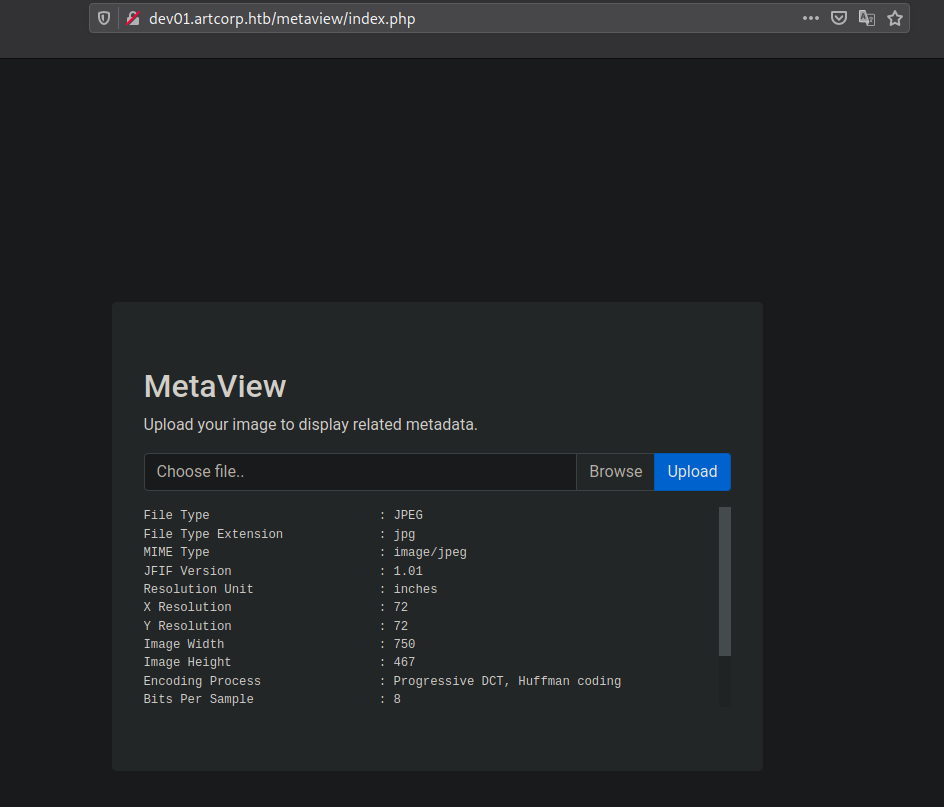 dev01.artcorp.htb/metaview/index.php
MetaView
Upload your image to display related metadata.
Choose file.. Browse Upload
File Type : JPEG
File Type Extension : jpg
MIME Type : image/jpeg
JFIF Version : 1.01
Resolution Unit : inches
X Resolution : 72
Y Resolution : 72
Image Width : 750
Image Height : 467
Encoding Process : Progressive DCT, Huffman coding
Bits Per Sample : 8